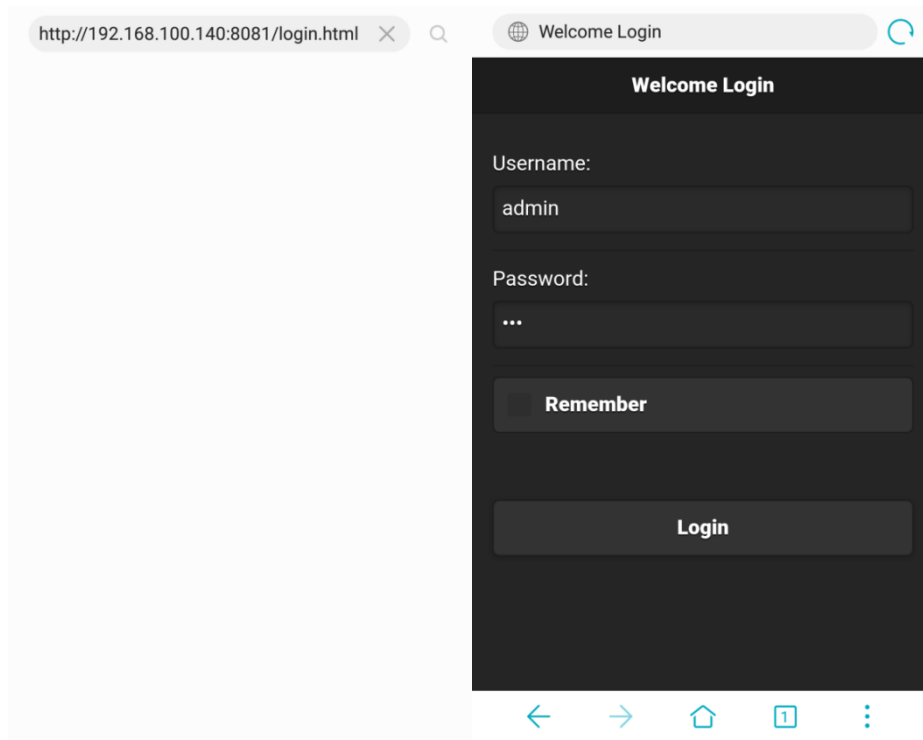 http://192.168.100.140:8081/login.html
Welcome Login
Welcome Login
Username:
admin
Password:
•••
Remember
Login
1